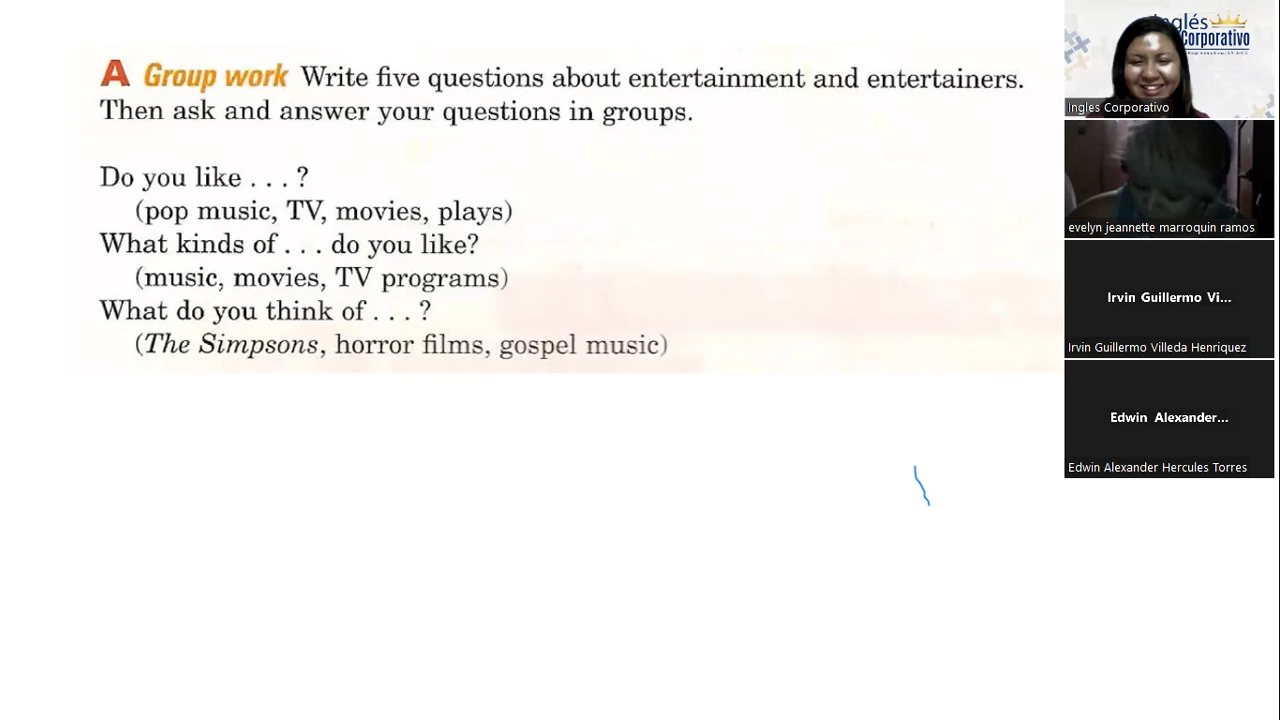 A Group work Write five questions about entertainment and entertainers.
Then ask and answer your questions in groups.
Do you like . . . ?
(pop music, TV, movies, plays)
What kinds of . . . do you like?
(music, movies, TV programs)
What do you think of . . . ?
(The Simpsons, horror films, gospel music)
Inglés
Corporativo
Ingles Corporativo
evelyn jeannette marroquin ramos
Irvin Guillermo Vi...
Irvin Guillermo Villeda Henriquez
Edwin Alexander...
Edwin Alexander Hercules Torres